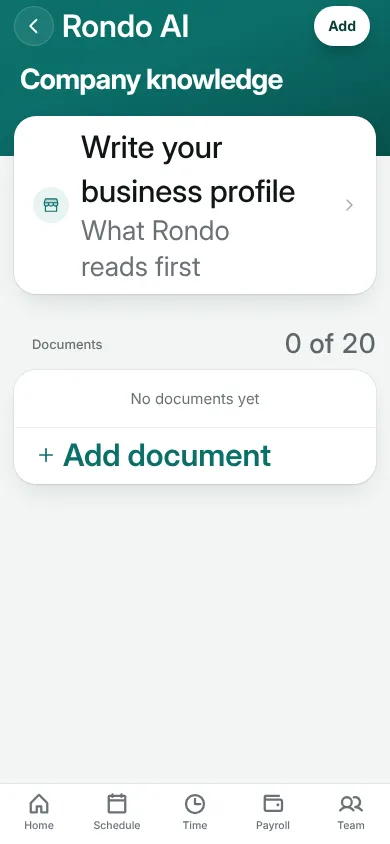 Rondo AI
Add
Company knowledge
Write your
business profile
What Rondo
reads first
Documents
0 of 20
No documents yet
+ Add document
Home
Schedule
Time
Payroll
Team